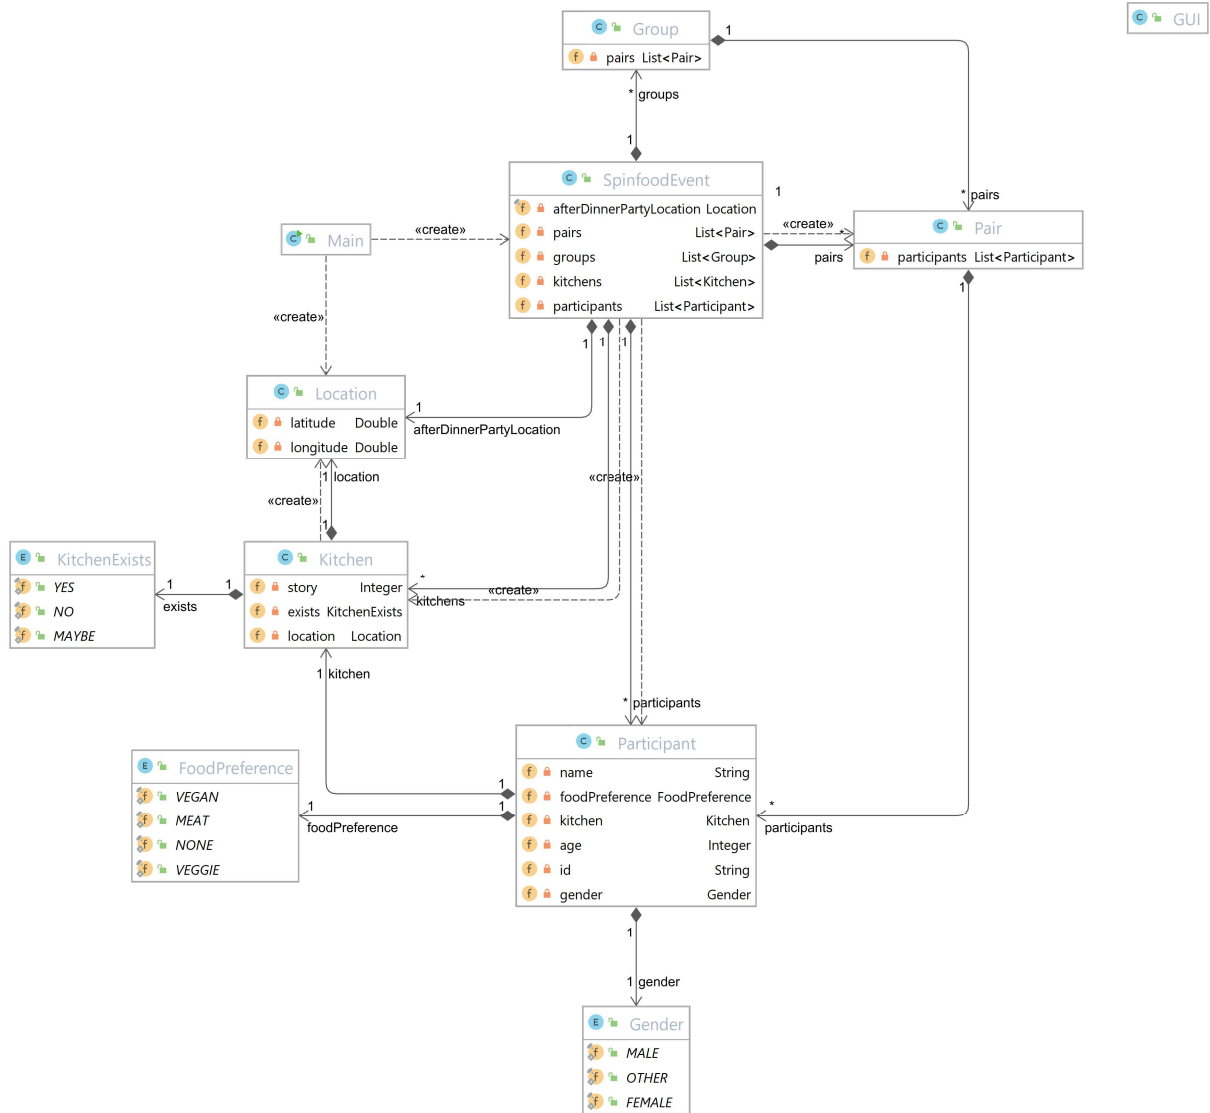 Group
pairs List<Pair>
GUI
1
* groups
1
* pairs
SpinfoodEvent
afterDinnerPartyLocation Location
pairs List<Pair>
groups List<Group>
kitchens List<Kitchen>
participants List<Participant>
1
«create»
*
pairs
Pair
participants List<Participant>
1
Main
«create»
«create»
1
1
1
Location
latitude Double
longitude Double
1
afterDinnerPartyLocation
1 location
«create»
1
«create»
KitchenExists
YES
NO
MAYBE
1
exists
1
Kitchen
story Integer
exists KitchenExists
location Location
*
kitchens
«create»
1 kitchen
* participants
Participant
name String
foodPreference FoodPreference
kitchen Kitchen
age Integer
id String
gender Gender
1
1
*
participants
FoodPreference
VEGAN
MEAT
NONE
VEGGIE
1
foodPreference
1
1 gender
Gender
MALE
OTHER
FEMALE